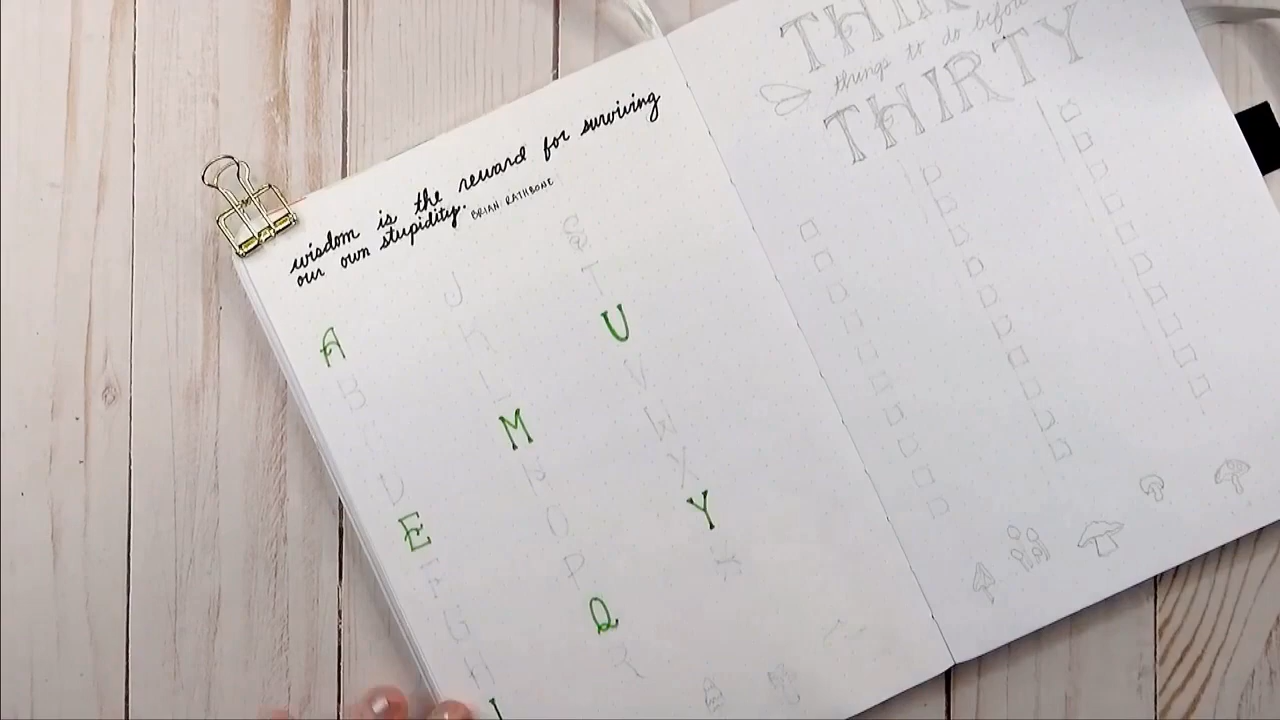 wisdom is the reward for surviving
our own stupidity. BRIAN RATHBONE
A
B
D
E
F
G
H
I
J
K
L
M
N
O
P
Q
R
S
T
U
V
W
X
Y
Z
things to do before
THIRTY